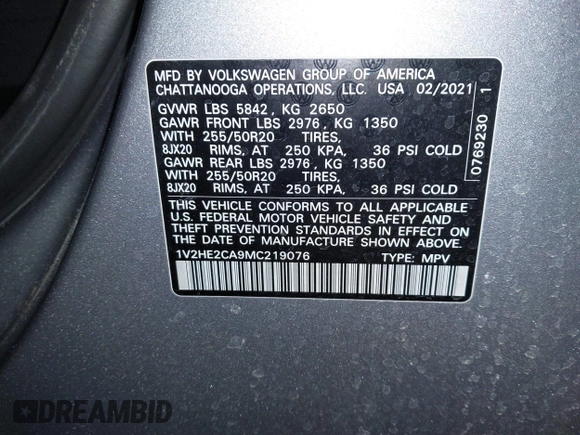 MFD BY VOLKSWAGEN GROUP OF AMERICA
CHATTANOOGA OPERATIONS, LLC. USA 02/2021
GVWR LBS 5842, KG 2650
GAWR FRONT LBS 2976, KG 1350
WITH 255/50R20 TIRES,
8JX20 RIMS, AT 250 KPA, 36 PSI COLD
GAWR REAR LBS 2976, KG 1350
WITH 255/50R20 TIRES,
8JX20 RIMS, AT 250 KPA, 36 PSI COLD
THIS VEHICLE CONFORMS TO ALL APPLICABLE
U.S. FEDERAL MOTOR VEHICLE SAFETY AND
THEFT PREVENTION STANDARDS IN EFFECT ON
THE DATE OF MANUFACTURE SHOWN ABOVE.
1V2HE2CA9MC219076 TYPE: MPV
0769230 1
DREAMBID